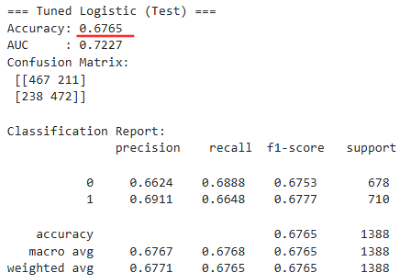 === Tuned Logistic (Test) ===
Accuracy: 0.6765
AUC     : 0.7227
Confusion Matrix:
 [[467 211]
 [238 472]]
Classification Report:
              precision    recall  f1-score   support
           0     0.6624    0.6888    0.6753       678
           1     0.6911    0.6648    0.6777       710
    accuracy                         0.6765      1388
   macro avg     0.6767    0.6768    0.6765      1388
weighted avg     0.6771    0.6765    0.6765      1388